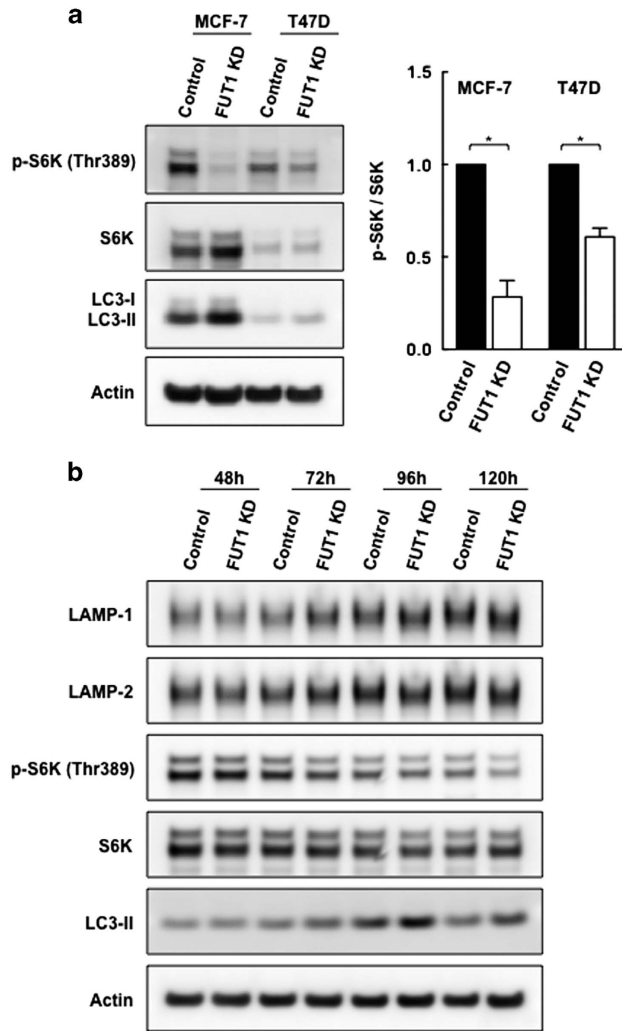 a
MCF-7 T47D
Control FUT1 KD Control FUT1 KD
p-S6K (Thr389)
S6K
LC3-I
LC3-II
Actin
MCF-7 T47D
* *
p-S6K / S6K
1.0
0.5
0.0
Control FUT1 KD Control FUT1 KD
b
48h 72h 96h 120h
Control FUT1 KD Control FUT1 KD Control FUT1 KD Control FUT1 KD
LAMP-1
LAMP-2
p-S6K (Thr389)
S6K
LC3-II
Actin